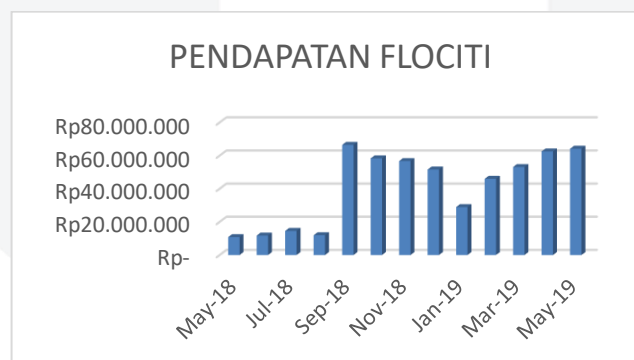 PENDAPATAN FLOCITI
Rp80.000.000
Rp60.000.000
Rp40.000.000
Rp20.000.000
Rp-
May-18
Jul-18
Sep-18
Nov-18
Jan-19
Mar-19
May-19